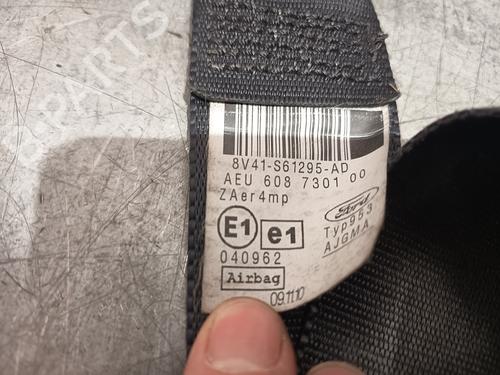 8V41-S61295-AD
AEU 608 7301 00
ZAer4mp
Ford
E1 e1
Typ953
AJGMA
040962
Airbag
09.11.10